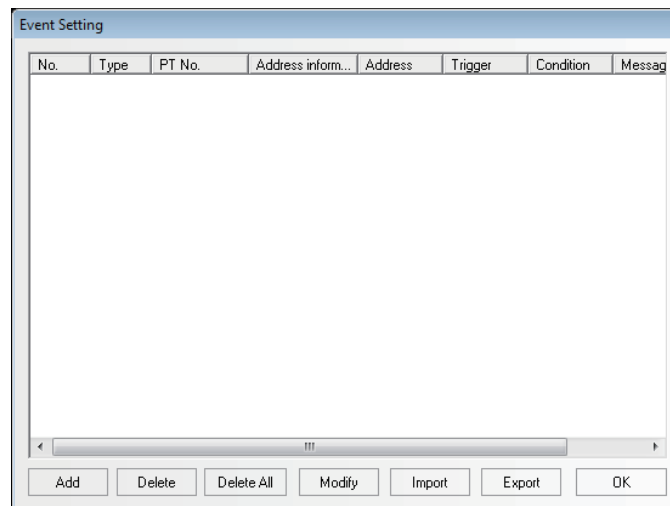 Event Setting
No. Type PT No. Address inform... Address Trigger Condition Messag
Add Delete Delete All Modify Import Export OK